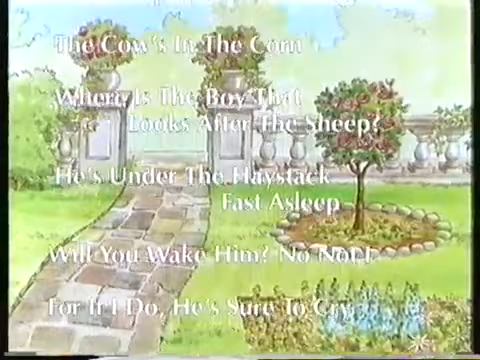 The Cow's In The Corn
Where Is The Boy That
Looks After The Sheep?
He's Under The Haystack
Fast Asleep
Will You Wake Him? No Not I
For If I Do, He's Sure To Cry